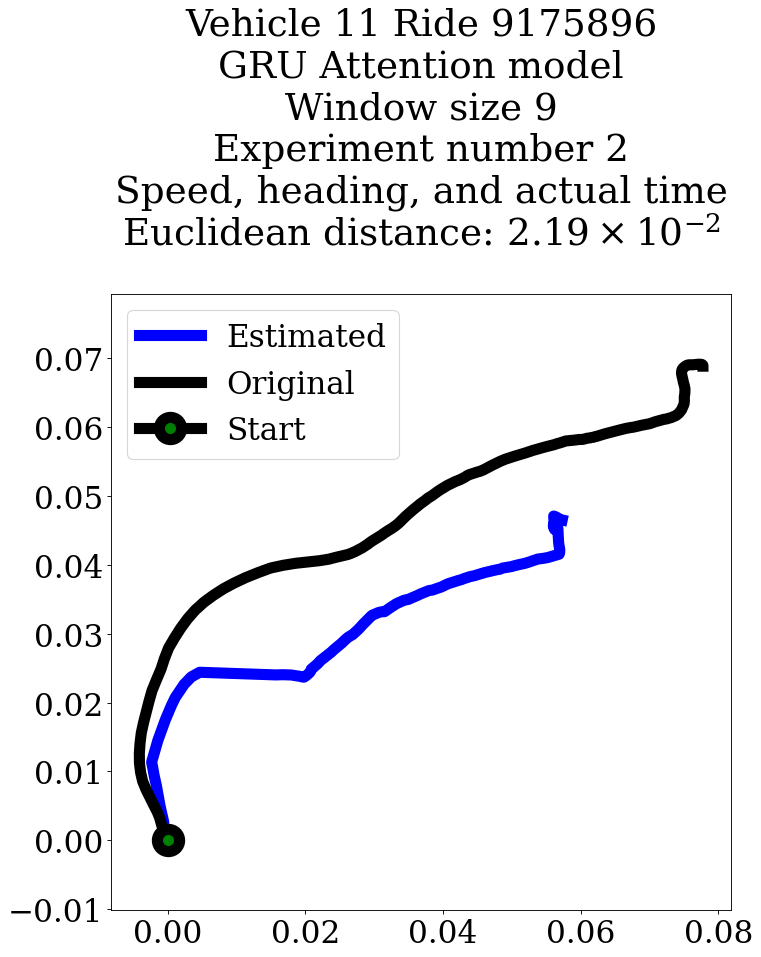 Vehicle 11 Ride 9175896
GRU Attention model
Window size 9
Experiment number 2
Speed, heading, and actual time
Euclidean distance: 2.19 × 10⁻²
Estimated
Original
Start
0.07
0.06
0.05
0.04
0.03
0.02
0.01
0.00
−0.01
0.00 0.02 0.04 0.06 0.08